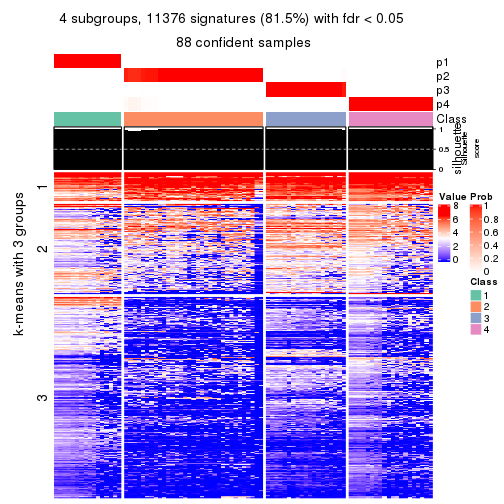 4 subgroups, 11376 signatures (81.5%) with fdr < 0.05
88 confident samples
p1
p2
p3
p4
Class
1
0.5
0
silhouette
Silhouette
score
k-means with 3 groups
1
2
3
Value
8
6
4
2
0
Prob
1
0.8
0.6
0.4
0.2
0
Class
1
2
3
4